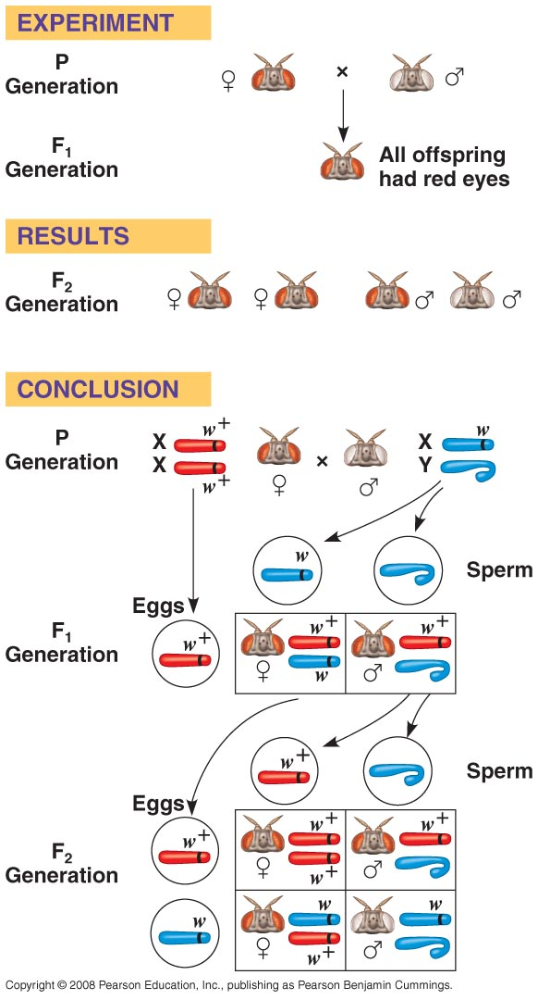 EXPERIMENT
P
Generation
♀ × ♂
F1
Generation
All offspring
had red eyes
RESULTS
F2
Generation
♀ ♀ ♂ ♂
CONCLUSION
P
Generation
X w+
X w+
♀ × ♂
X w
Y
w
Sperm
Eggs
F1
Generation
w+
w+ w+
♀ w ♂
w+
Sperm
Eggs
F2
Generation
w+
w+ w+
♀ w+ ♂
w
w w
♀ w+ ♂
Copyright © 2008 Pearson Education, Inc., publishing as Pearson Benjamin Cummings.